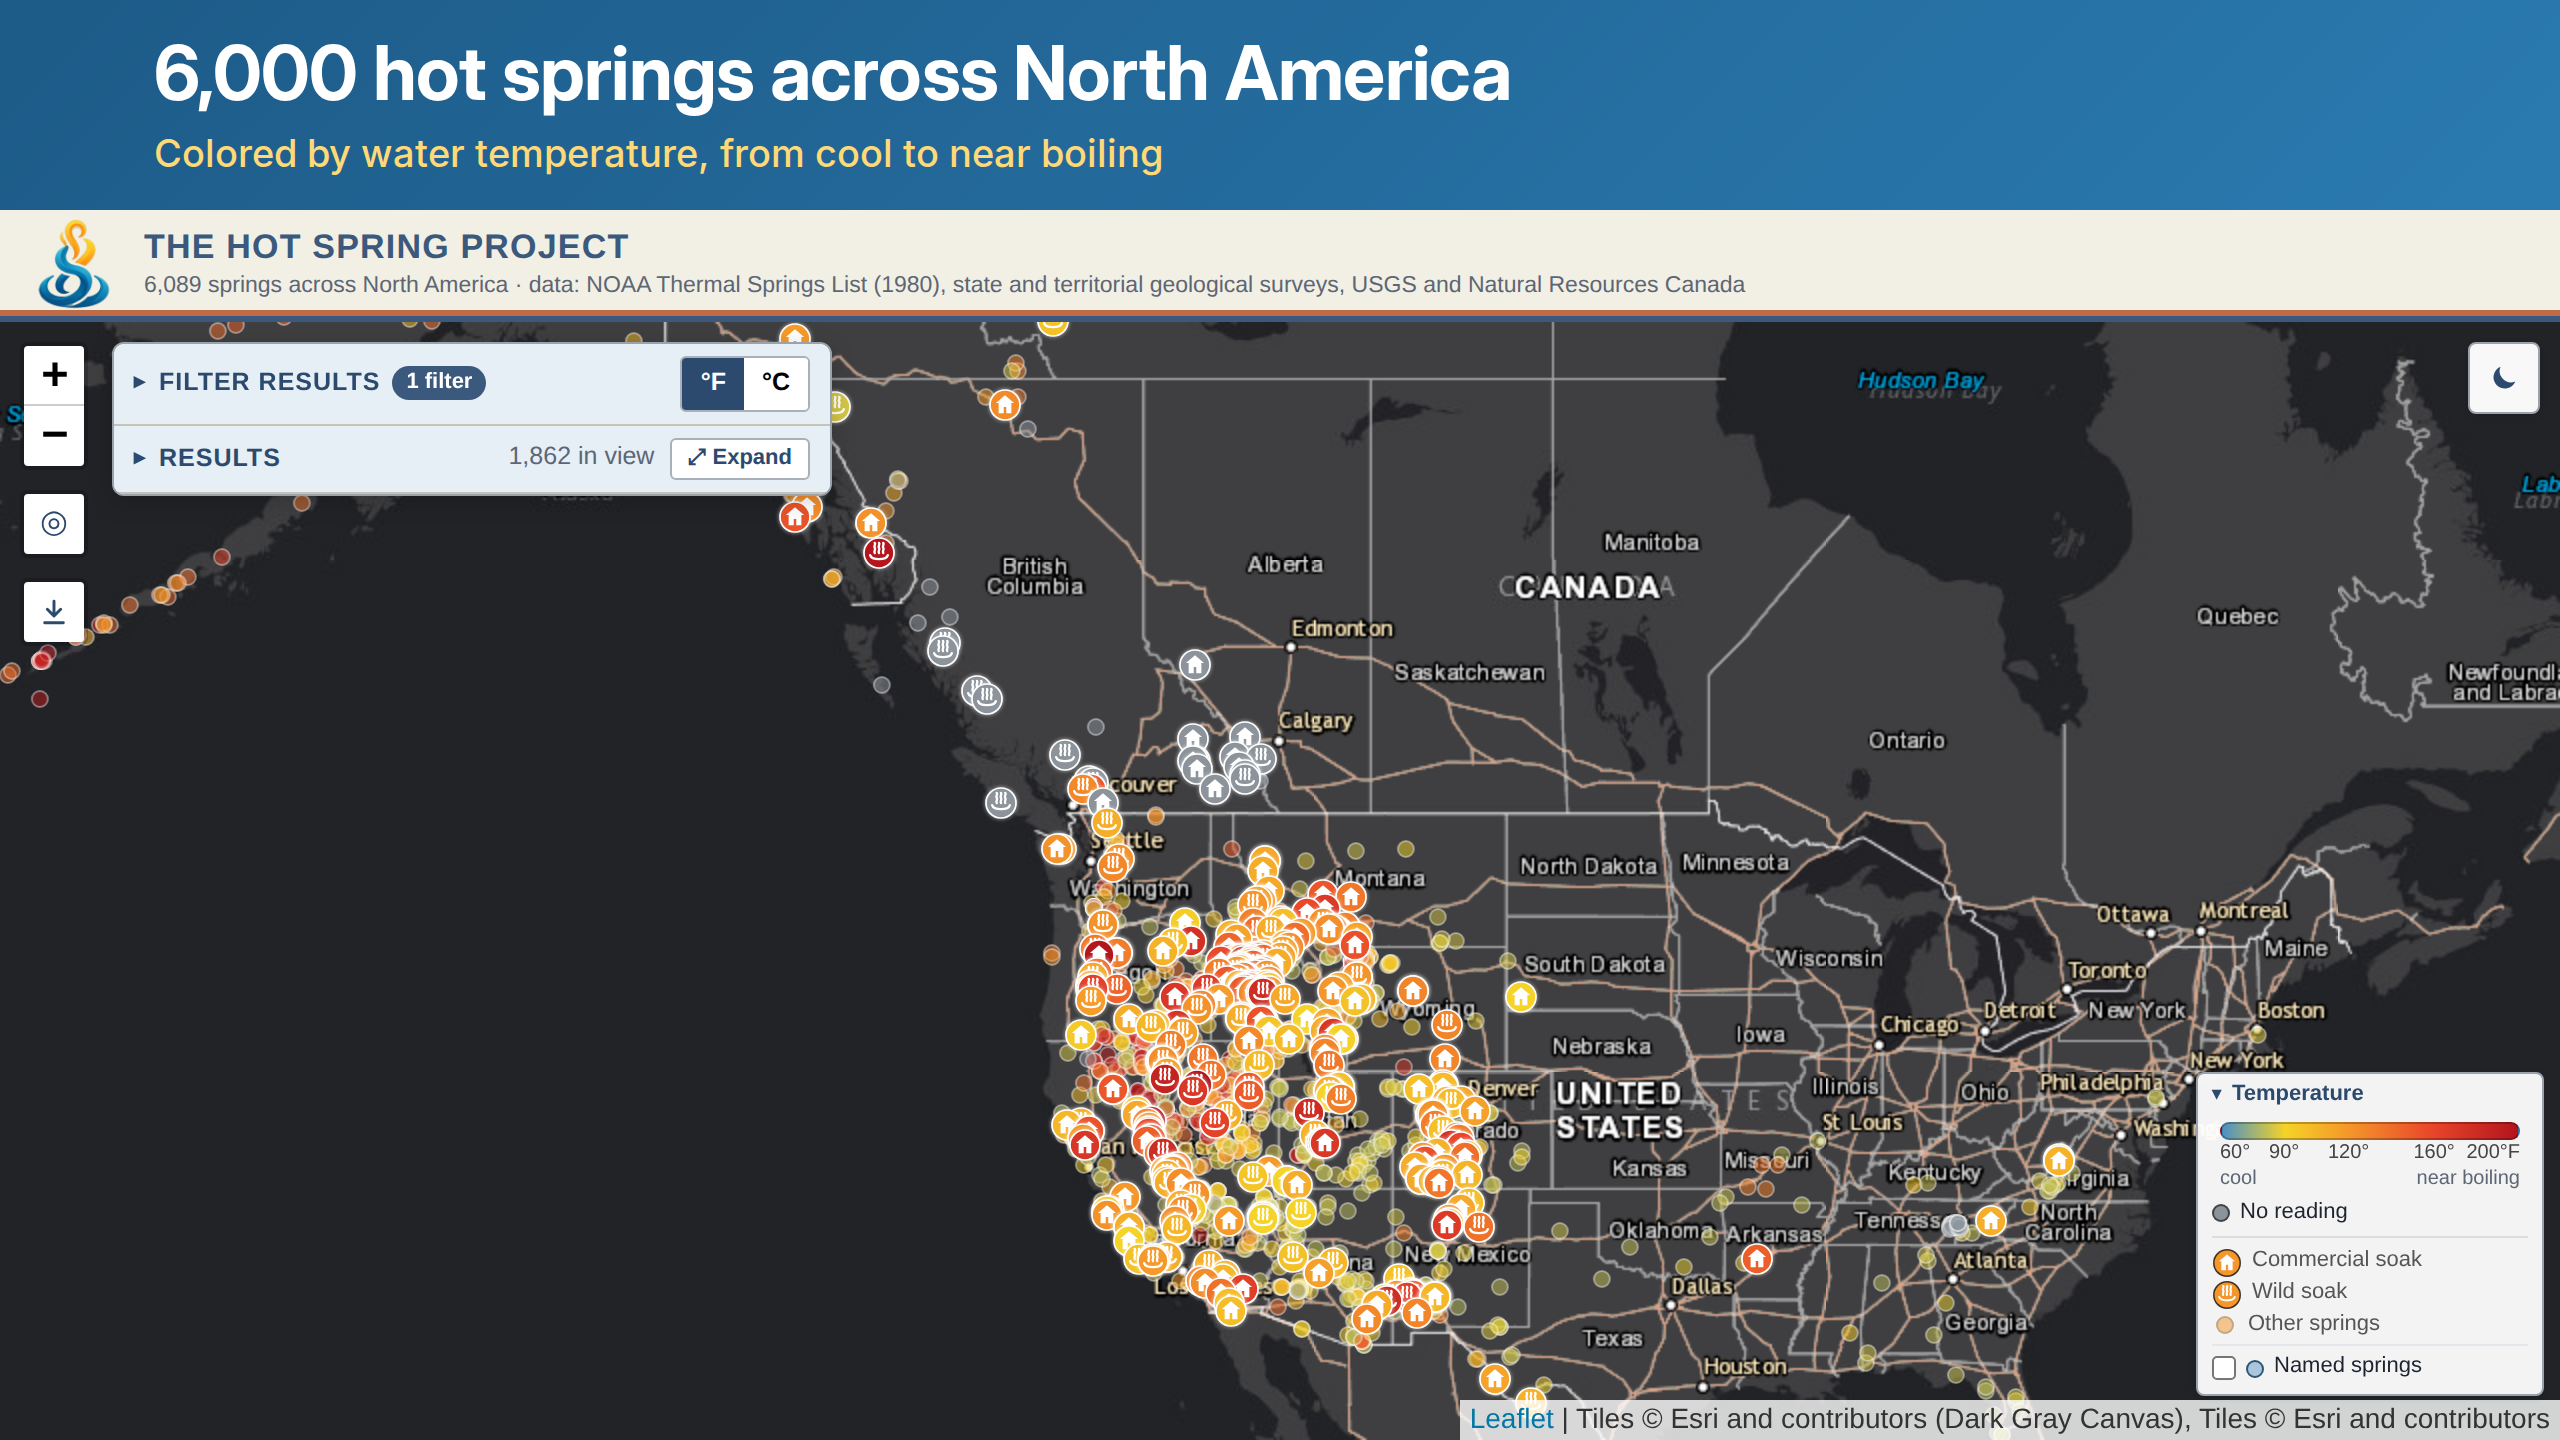 6,000 hot springs across North America
Colored by water temperature, from cool to near boiling
THE HOT SPRING PROJECT
6,089 springs across North America · data: NOAA Thermal Springs List (1980), state and territorial geological surveys, USGS and Natural Resources Canada
+
−
▸ FILTER RESULTS 1 filter °F °C
▸ RESULTS 1,862 in view Expand
Hudson Bay
Hudson Bay
Manitoba
British
Columbia
Alberta
CANADA
Quebec
Edmonton
Saskatchewan
Newfoundl
and Labra
Calgary
Ontario
couver
Washington
Montana
North Dakota
Minnesota
Ottawa
Montreal
Maine
South Dakota
Wisconsin
Toronto
Wyoming
Detroit
New York
Boston
Chicago
Iowa
Nebraska
New York
Denver
UNITED
STATES
Illinois
Ohio
Philadelphia
St Louis
Washin
Kansas
Missouri
Kentucky
Oklahoma
Arkansas
North
Carolina
New Mexico
Atlanta
Dallas
Georgia
Texas
Houston
▾ Temperature
60° 90° 120° 160° 200°F
cool near boiling
No reading
Commercial soak
Wild soak
Other springs
Named springs
Leaflet | Tiles © Esri and contributors (Dark Gray Canvas), Tiles © Esri and contributors